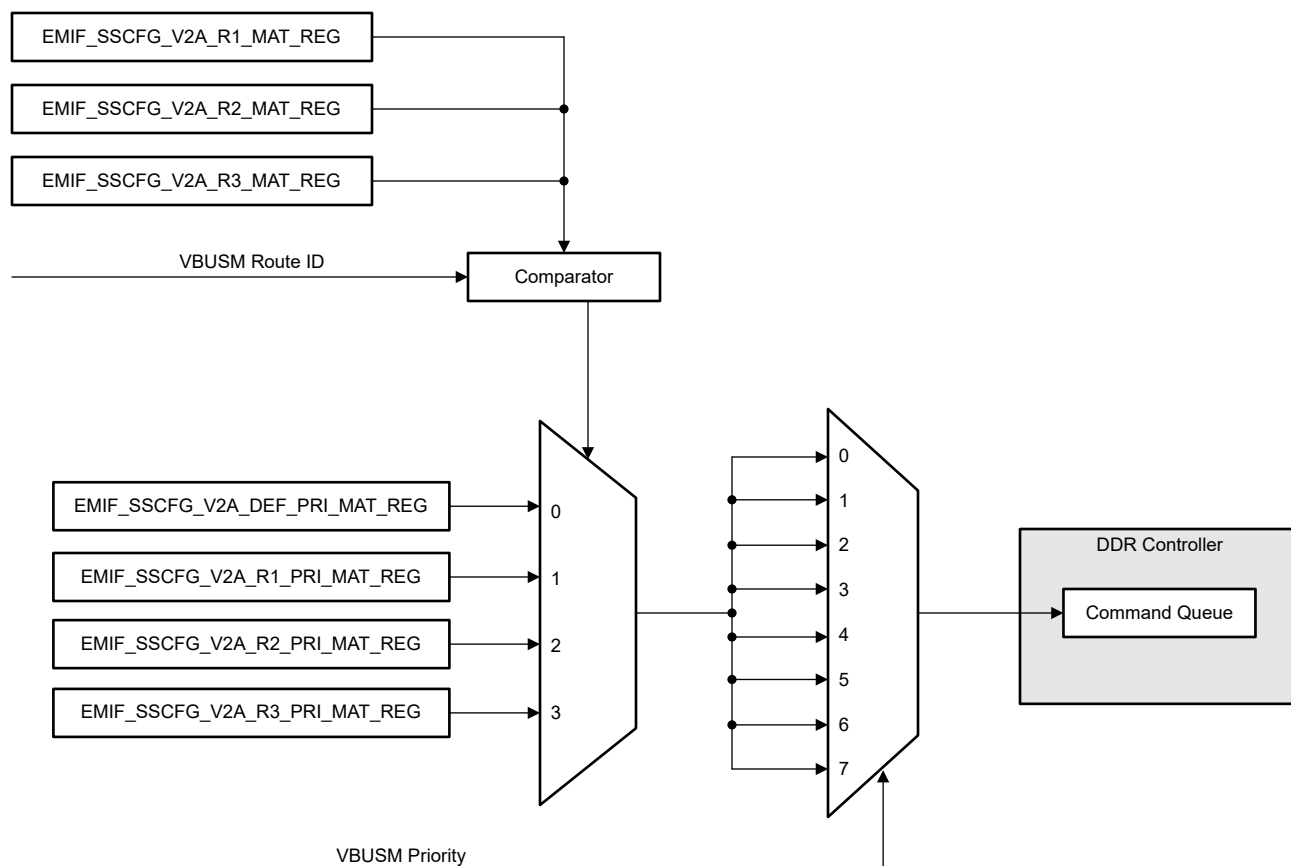 EMIF_SSCFG_V2A_R1_MAT_REG
EMIF_SSCFG_V2A_R2_MAT_REG
EMIF_SSCFG_V2A_R3_MAT_REG
VBUSM Route ID
Comparator
EMIF_SSCFG_V2A_DEF_PRI_MAT_REG
EMIF_SSCFG_V2A_R1_PRI_MAT_REG
EMIF_SSCFG_V2A_R2_PRI_MAT_REG
EMIF_SSCFG_V2A_R3_PRI_MAT_REG
0
1
2
3
0
1
2
3
4
5
6
7
DDR Controller
Command Queue
VBUSM Priority